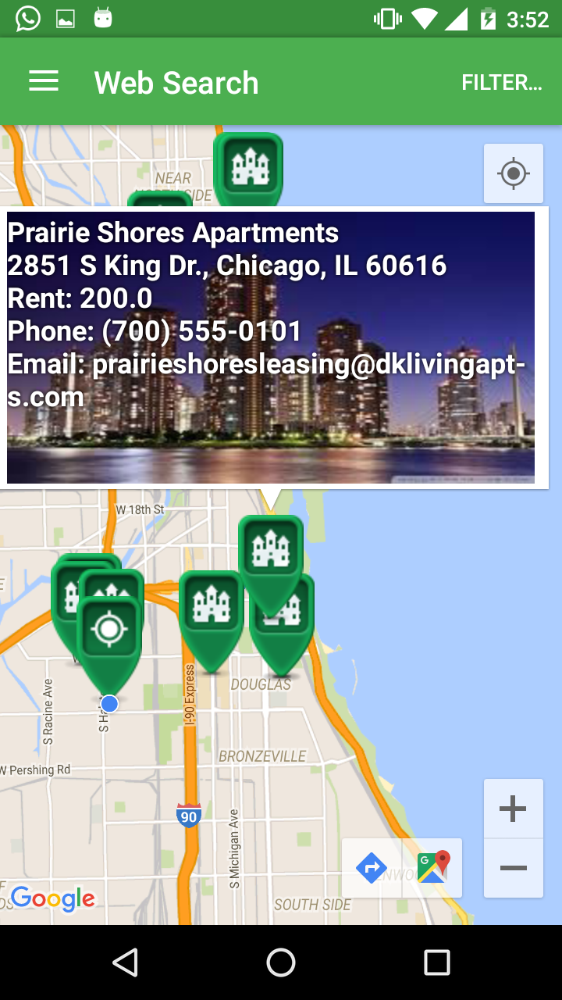 3:52
Web Search
FILTER...
NEAR
NORTH SIDE
Prairie Shores Apartments
2851 S King Dr., Chicago, IL 60616
Rent: 200.0
Phone: (700) 555-0101
Email: prairieshoresleasing@dklivingapt-
s.com
W 18th St
DOUGLAS
S Racine Ave
I-90 Express
BRONZEVILLE
W Pershing Rd
90
S Michigan Ave
G
Google
SOUTH SIDE